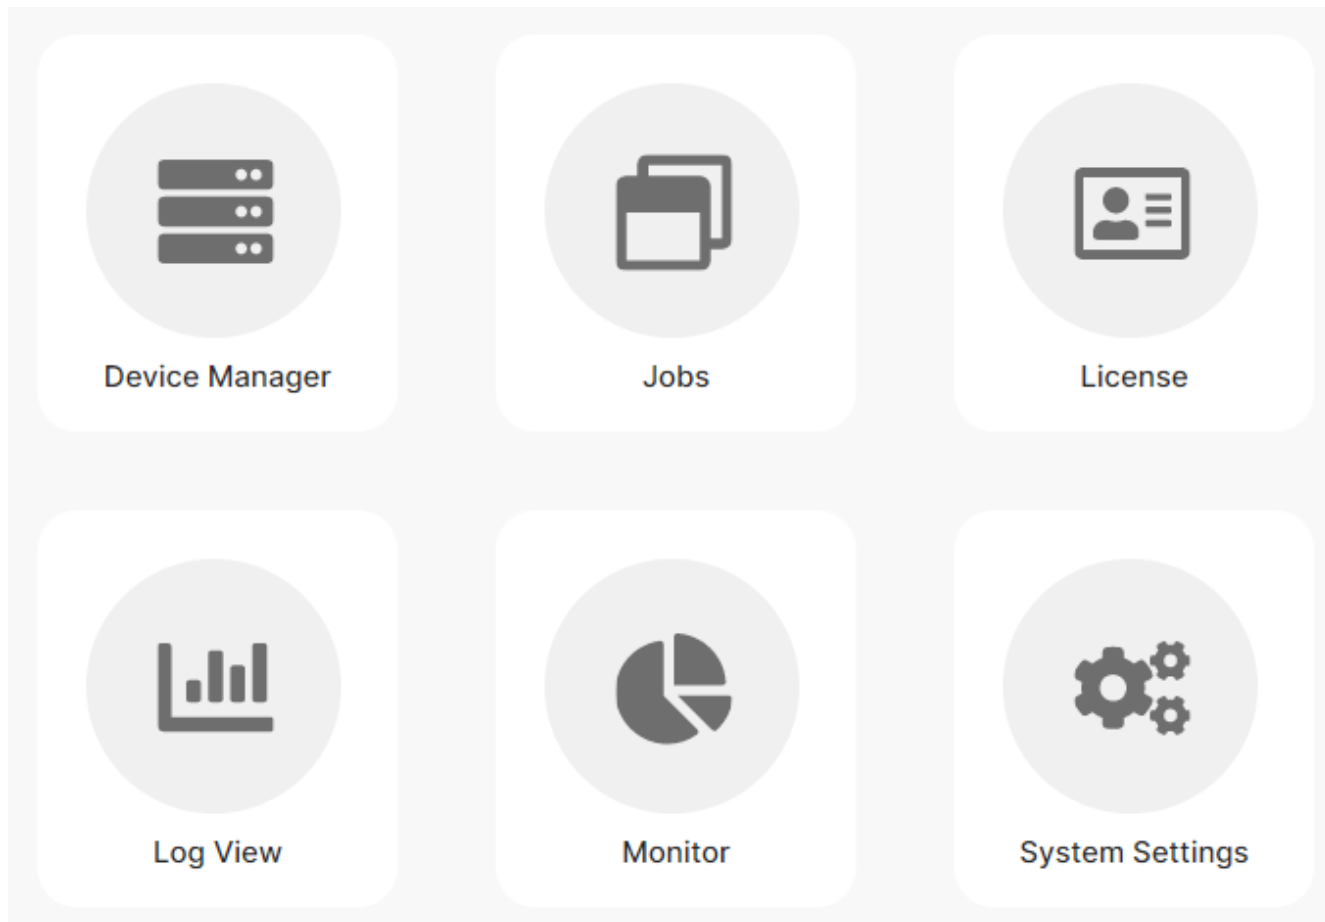 Device Manager
Jobs
License
Log View
Monitor
System Settings